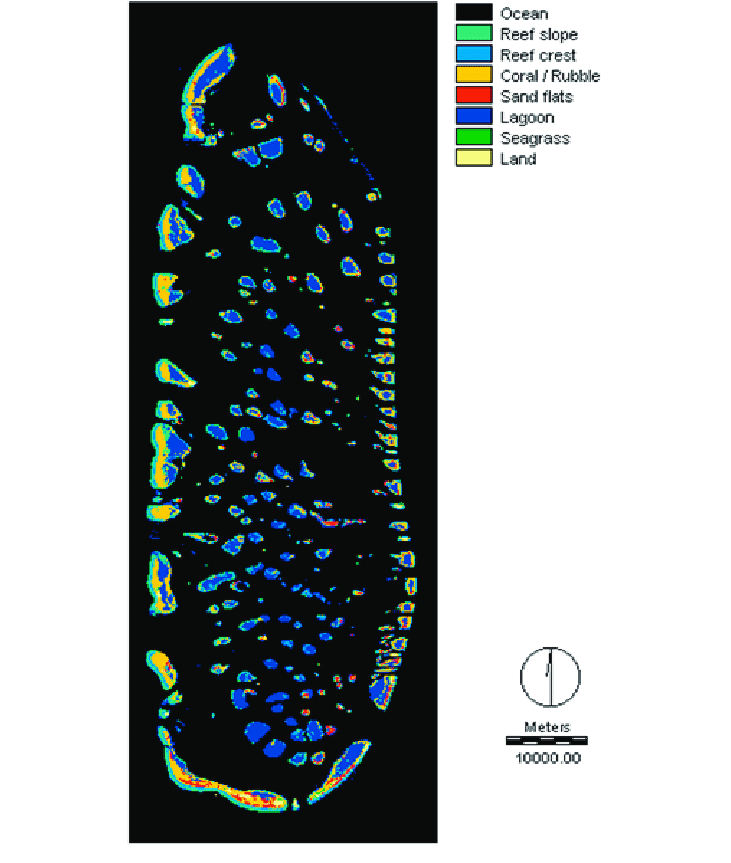 Ocean
Reef slope
Reef crest
Coral / Rubble
Sand flats
Lagoon
Seagrass
Land
Meters
10000.00